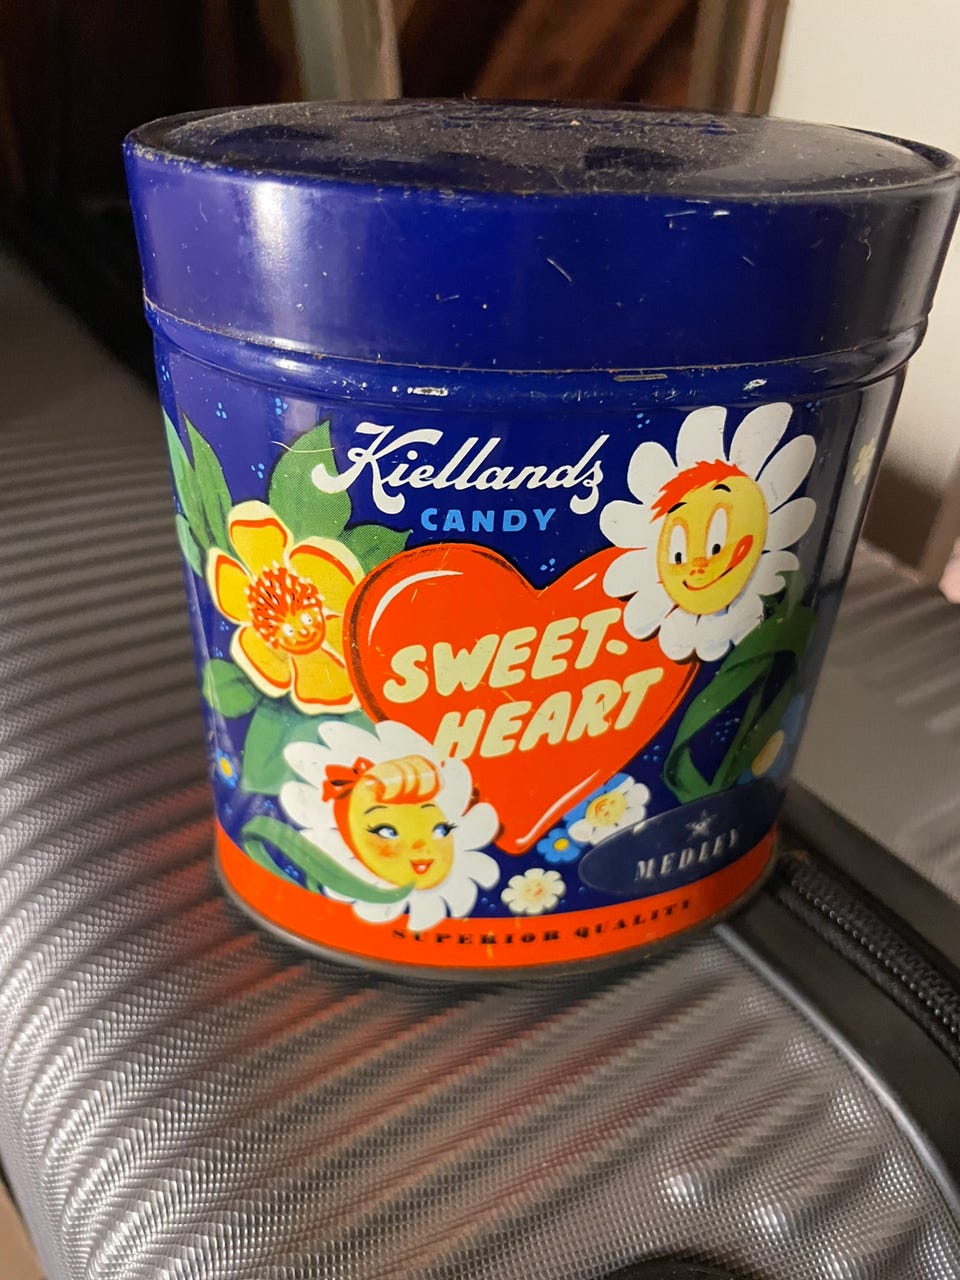 Kiellands
CANDY
SWEET-
HEART
MEDLEY
SUPERIOR QUALITY